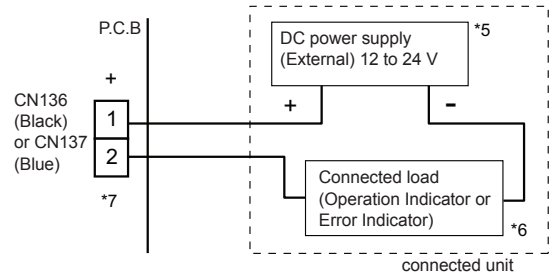 P.C.B
DC power supply
(External) 12 to 24 V
*5
+
+
−
CN136
(Black)
or CN137
(Blue)
1
2
*7
Connected load
(Operation Indicator or
Error Indicator)
*6
connected unit